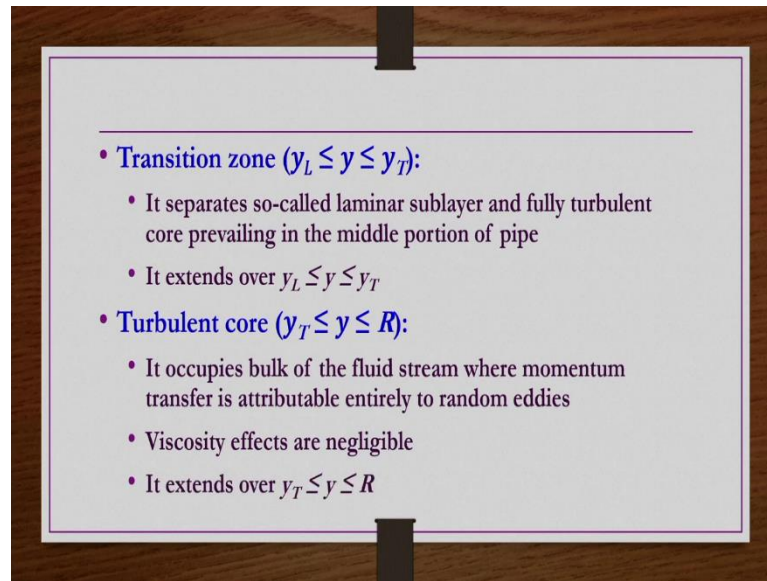 • Transition zone (y_L ≤ y ≤ y_T):
• It separates so-called laminar sublayer and fully turbulent
core prevailing in the middle portion of pipe
• It extends over y_L ≤ y ≤ y_T
• Turbulent core (y_T ≤ y ≤ R):
• It occupies bulk of the fluid stream where momentum
transfer is attributable entirely to random eddies
• Viscosity effects are negligible
• It extends over y_T ≤ y ≤ R